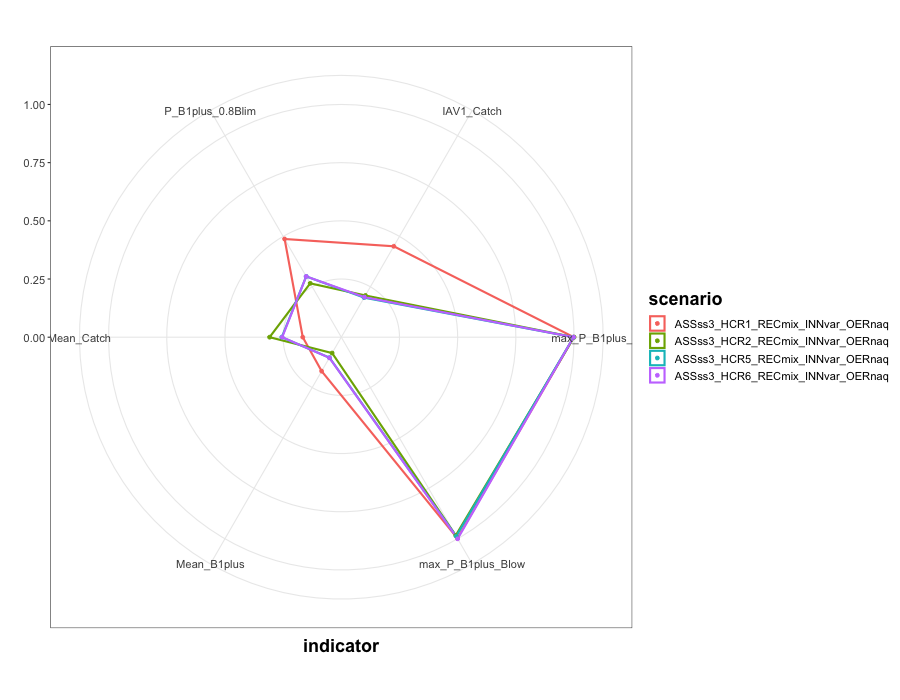 1.00
0.75
0.50
0.25
0.00
P_B1plus_0.8Blim
IAV1_Catch
Mean_Catch
max_P_B1plus_
Mean_B1plus
max_P_B1plus_Blow
indicator
scenario
ASSss3_HCR1_RECmix_INNvar_OERnaq
ASSss3_HCR2_RECmix_INNvar_OERnaq
ASSss3_HCR5_RECmix_INNvar_OERnaq
ASSss3_HCR6_RECmix_INNvar_OERnaq